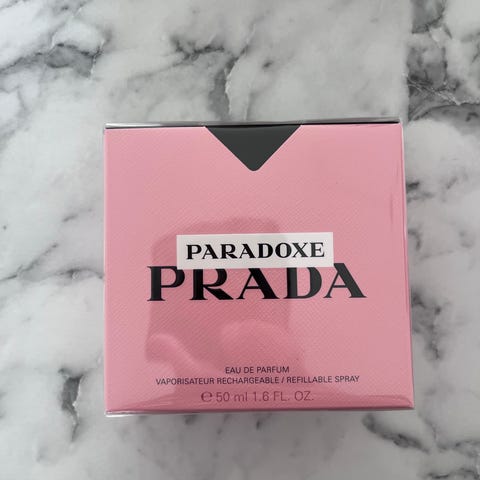 PARADOXE
PRADA
EAU DE PARFUM
VAPORISATEUR RECHARGEABLE / REFILLABLE SPRAY
℮ 50 ml 1.6 FL. OZ.